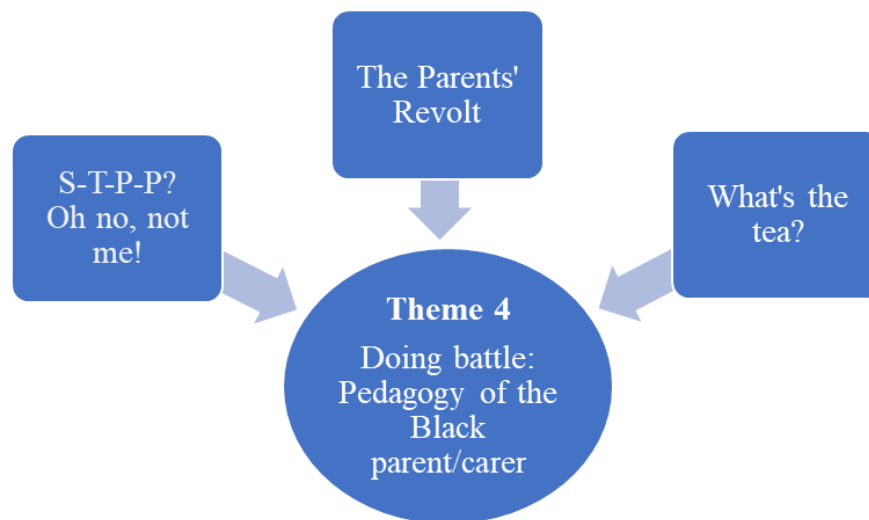 The Parents'
Revolt
S-T-P-P?
Oh no, not
me!
What's the
tea?
Theme 4
Doing battle:
Pedagogy of the
Black
parent/carer